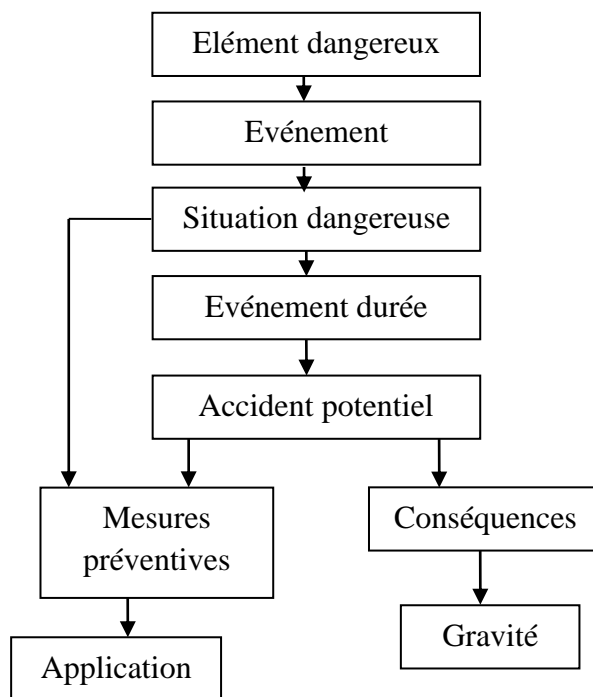 Elément dangereux
Evénement
Situation dangereuse
Evénement durée
Accident potentiel
Mesures
préventives
Conséquences
Application
Gravité